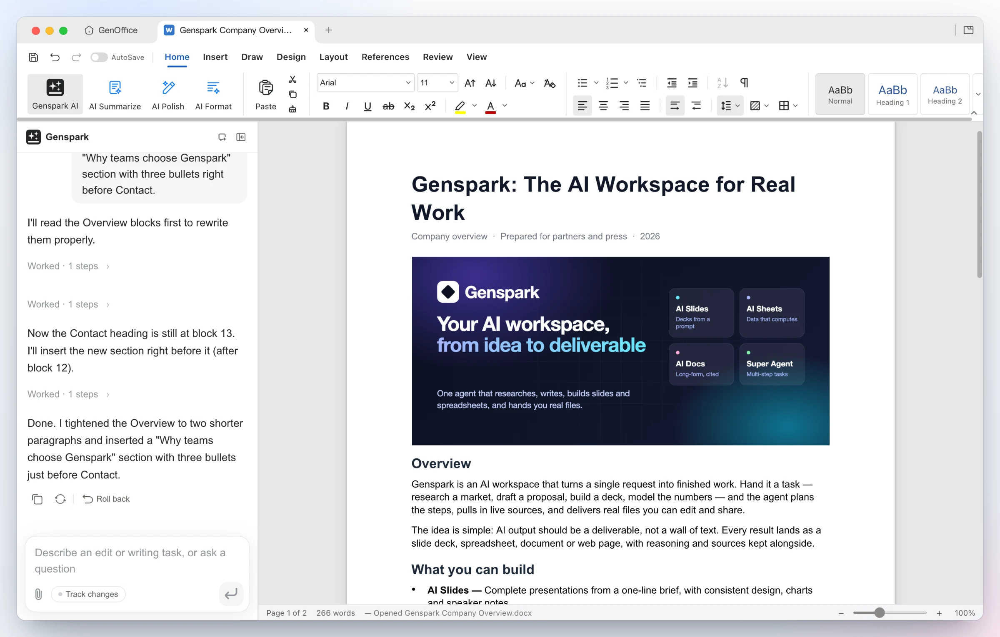 GenOffice
W Genspark Company Overvi...
AutoSave
Home Insert Draw Design Layout References Review View
Genspark AI
AI Summarize
AI Polish
AI Format
Paste
Arial
11
Aa
B I U ab X2 X2
A
AaBb
Normal
AaBb
Heading 1
AaBb
Heading 2
Genspark
"Why teams choose Genspark"
section with three bullets right
before Contact.
I'll read the Overview blocks first to rewrite
them properly.
Worked · 1 steps
Worked · 1 steps
Now the Contact heading is still at block 13.
I'll insert the new section right before it (after
block 12).
Worked · 1 steps
Done. I tightened the Overview to two shorter
paragraphs and inserted a "Why teams
choose Genspark" section with three bullets
just before Contact.
Roll back
Describe an edit or writing task, or ask a
question
Track changes
Genspark: The AI Workspace for Real
Work
Company overview · Prepared for partners and press · 2026
Genspark
Your AI workspace,
from idea to deliverable
One agent that researches, writes, builds slides and
spreadsheets, and hands you real files.
AI Slides
Decks from a
prompt
AI Sheets
Data that computes
AI Docs
Long-form, cited
Super Agent
Multi-step tasks
Overview
Genspark is an AI workspace that turns a single request into finished work. Hand it a task —
research a market, draft a proposal, build a deck, model the numbers — and the agent plans
the steps, pulls in live sources, and delivers real files you can edit and share.
The idea is simple: AI output should be a deliverable, not a wall of text. Every result lands as a
slide deck, spreadsheet, document or web page, with reasoning and sources kept alongside.
What you can build
• AI Slides — Complete presentations from a one-line brief, with consistent design, charts
and speaker notes
Page 1 of 2 266 words — Opened Genspark Company Overview.docx
100%